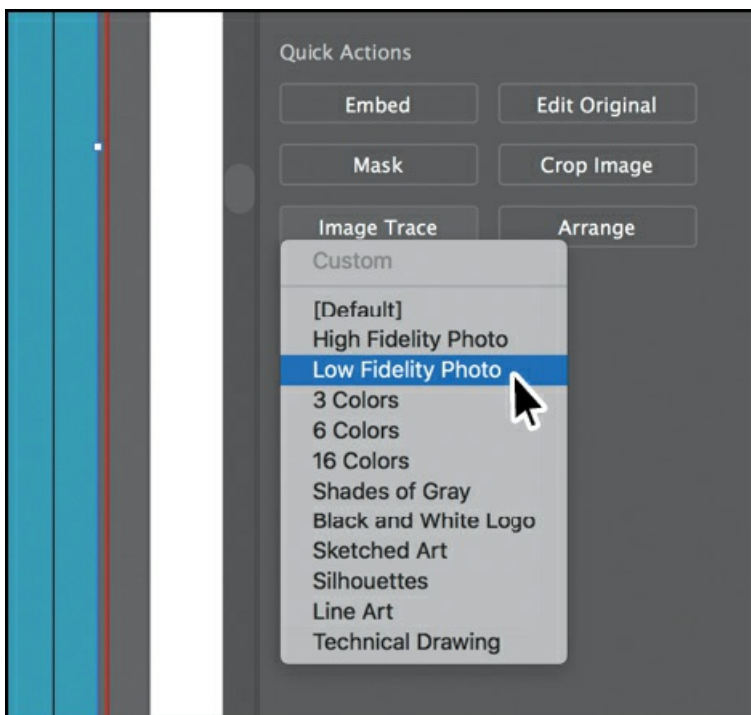 Quick Actions
Embed
Edit Original
Mask
Crop Image
Image Trace
Arrange
Custom
[Default]
High Fidelity Photo
Low Fidelity Photo
3 Colors
6 Colors
16 Colors
Shades of Gray
Black and White Logo
Sketched Art
Silhouettes
Line Art
Technical Drawing